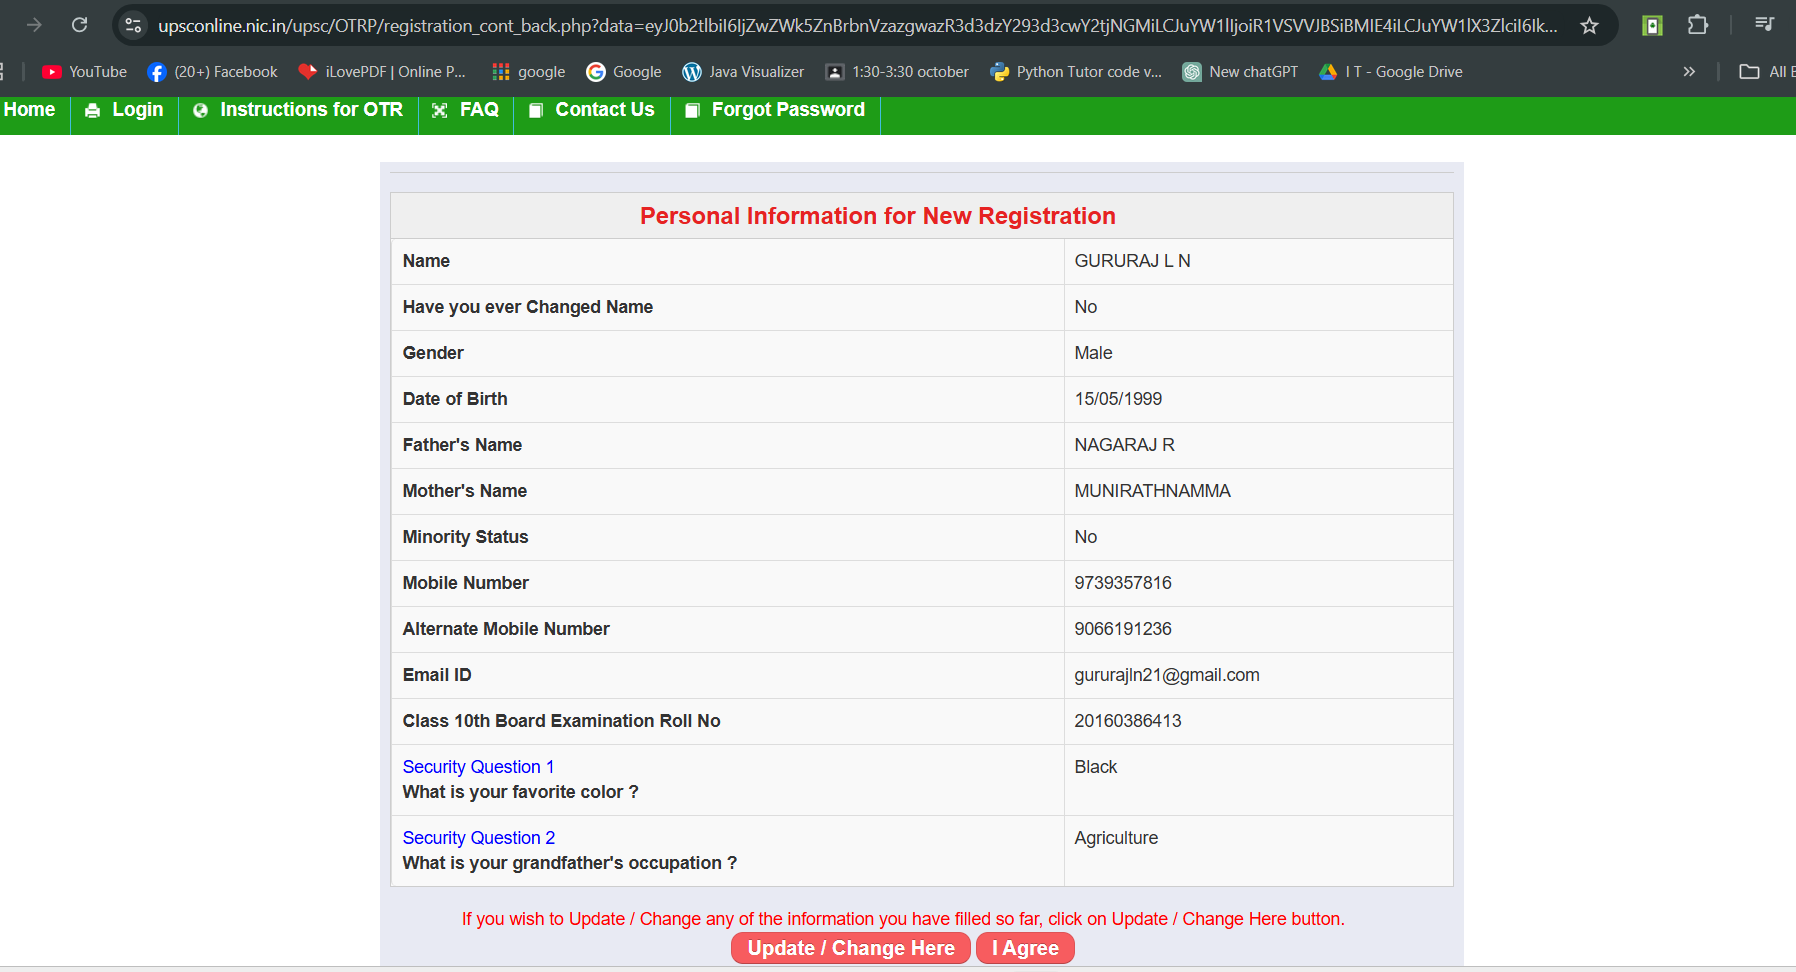 upsconline.nic.in/upsc/OTRP/registration_cont_back.php?data=eyJ0b2tlbiI6IjZwZWk5ZnBrbnVzazgwazR3d3dzY293d3cwY2tjNGMiLCJuYW1lIjoiR1VSVVJBSiBMIE4iLCJuYW1lX3ZlciI6Ik...
YouTube (20+) Facebook iLovePDF | Online P... google Google Java Visualizer 1:30-3:30 october Python Tutor code v... New chatGPT I T - Google Drive » All B
Home Login Instructions for OTR FAQ Contact Us Forgot Password
Personal Information for New Registration
Name GURURAJ L N
Have you ever Changed Name No
Gender Male
Date of Birth 15/05/1999
Father's Name NAGARAJ R
Mother's Name MUNIRATHNAMMA
Minority Status No
Mobile Number 9739357816
Alternate Mobile Number 9066191236
Email ID gururajln21@gmail.com
Class 10th Board Examination Roll No 20160386413
Security Question 1 Black
What is your favorite color ?
Security Question 2 Agriculture
What is your grandfather's occupation ?
If you wish to Update / Change any of the information you have filled so far, click on Update / Change Here button.
Update / Change Here I Agree